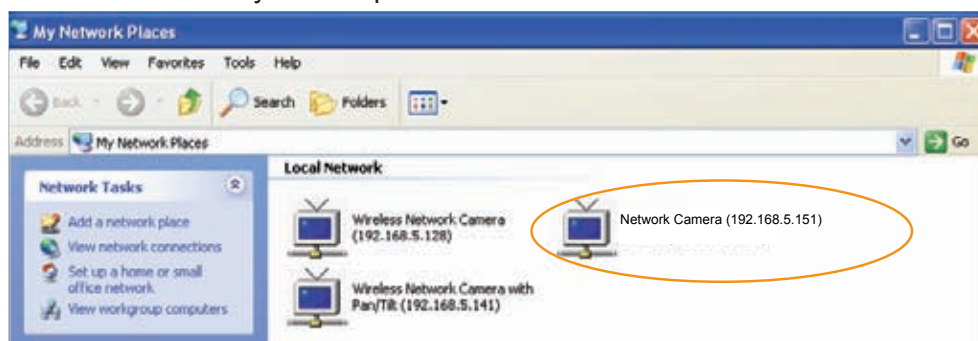 My Network Places
File Edit View Favorites Tools Help
Back Search Folders
Address My Network Places Go
Local Network
Network Tasks
Add a network place
View network connections
Set up a home or small
office network
View workgroup computers
Wireless Network Camera
(192.168.5.128)
Network Camera (192.168.5.151)
Wireless Network Camera with
Pan/Tilt (192.168.5.141)